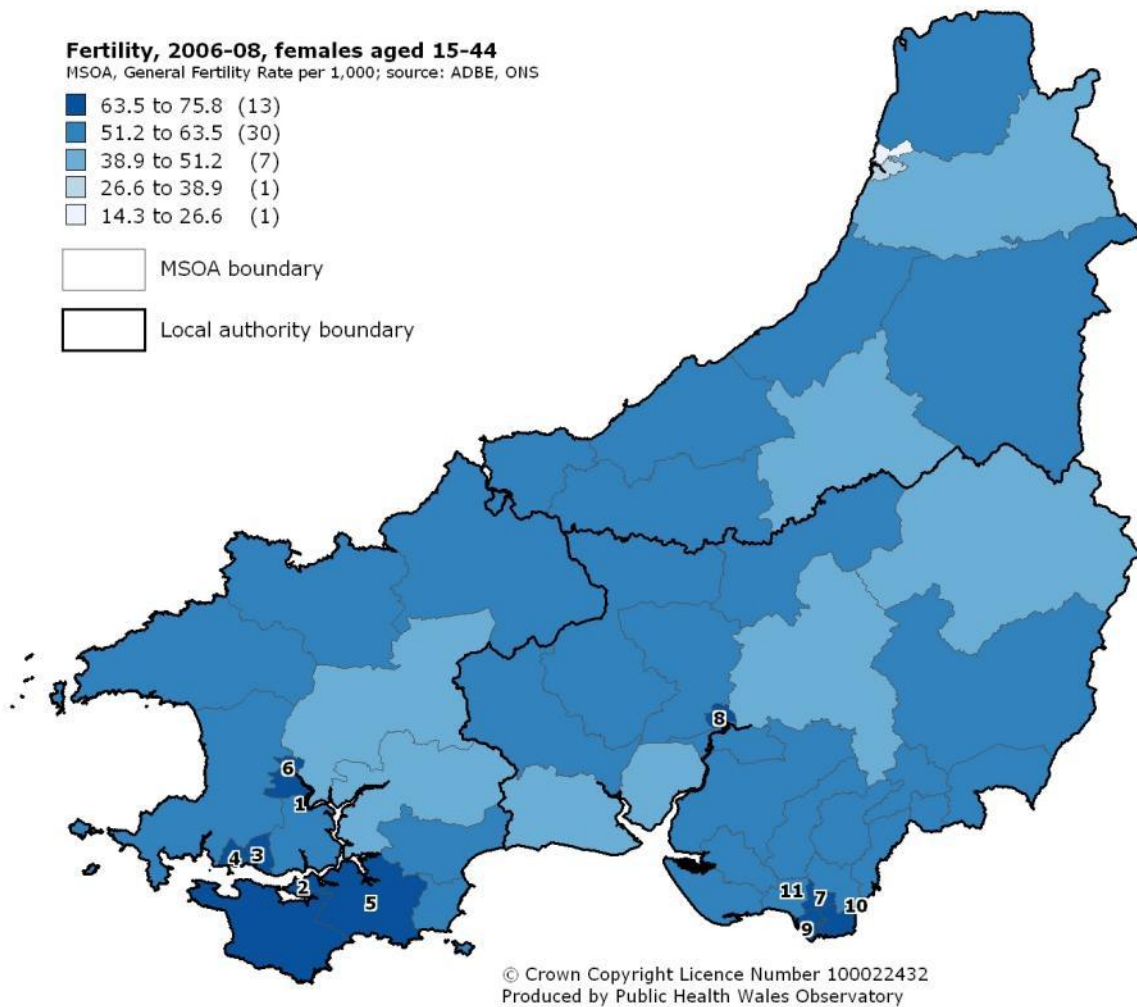 Fertility, 2006-08, females aged 15-44
MSOA, General Fertility Rate per 1,000; source: ADBE, ONS
63.5 to 75.8 (13)
51.2 to 63.5 (30)
38.9 to 51.2 (7)
26.6 to 38.9 (1)
14.3 to 26.6 (1)
MSOA boundary
Local authority boundary
8
6
1
4
3
2
5
11
7
10
9
© Crown Copyright Licence Number 100022432
Produced by Public Health Wales Observatory